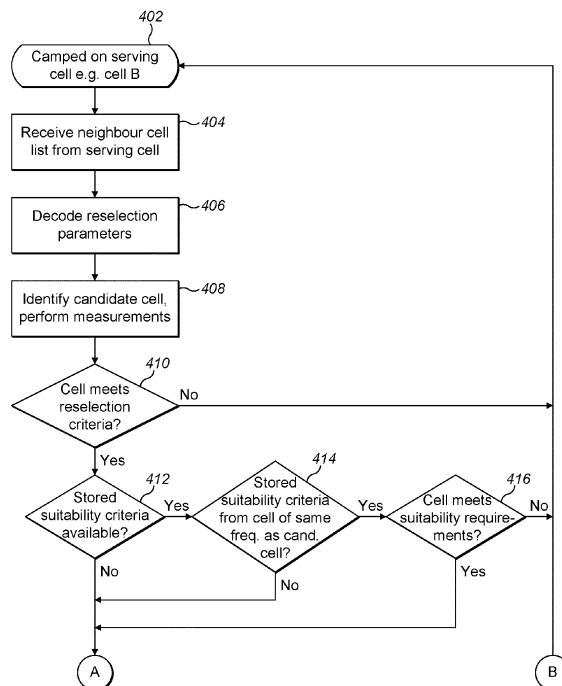 402
Camped on serving
cell e.g. cell B
404
Receive neighbour cell
list from serving cell
406
Decode reselection
parameters
408
Identify candidate cell,
perform measurements
410
Cell meets
reselection
criteria?
No
Yes
412
Stored
suitability criteria
available?
Yes
No
414
Stored
suitability criteria
from cell of same
freq. as cand.
cell?
Yes
No
416
Cell meets
suitability require-
ments?
No
Yes
A
B